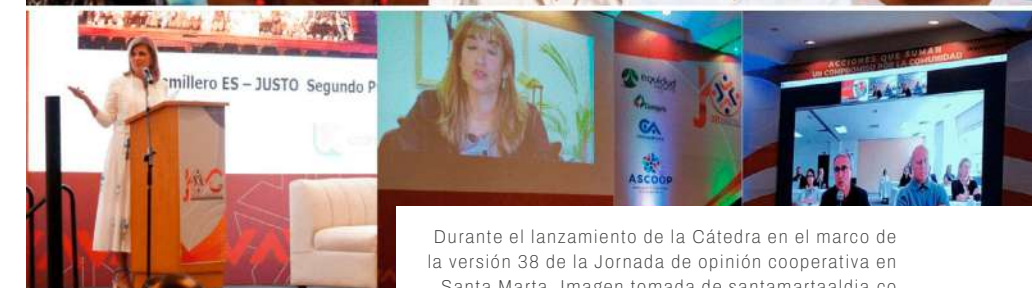 millero ES – JUSTO Segundo P
equidad
ASCOOP
ACCIONES QUE SUMAN
UN COMPROMISO POR LA COMUNIDAD
Durante el lanzamiento de la Cátedra en el marco de
la versión 38 de la Jornada de opinión cooperativa en
Santa Marta. Imagen tomada de santamartaaldia.co